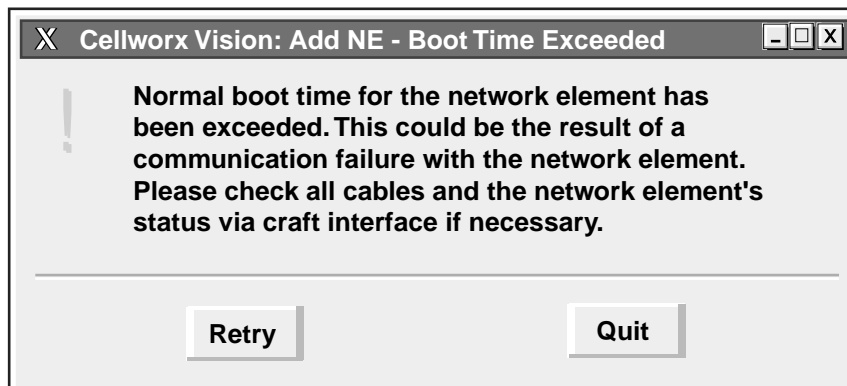 X Cellworx Vision: Add NE - Boot Time Exceeded
!
Normal boot time for the network element has
been exceeded. This could be the result of a
communication failure with the network element.
Please check all cables and the network element's
status via craft interface if necessary.
Retry
Quit